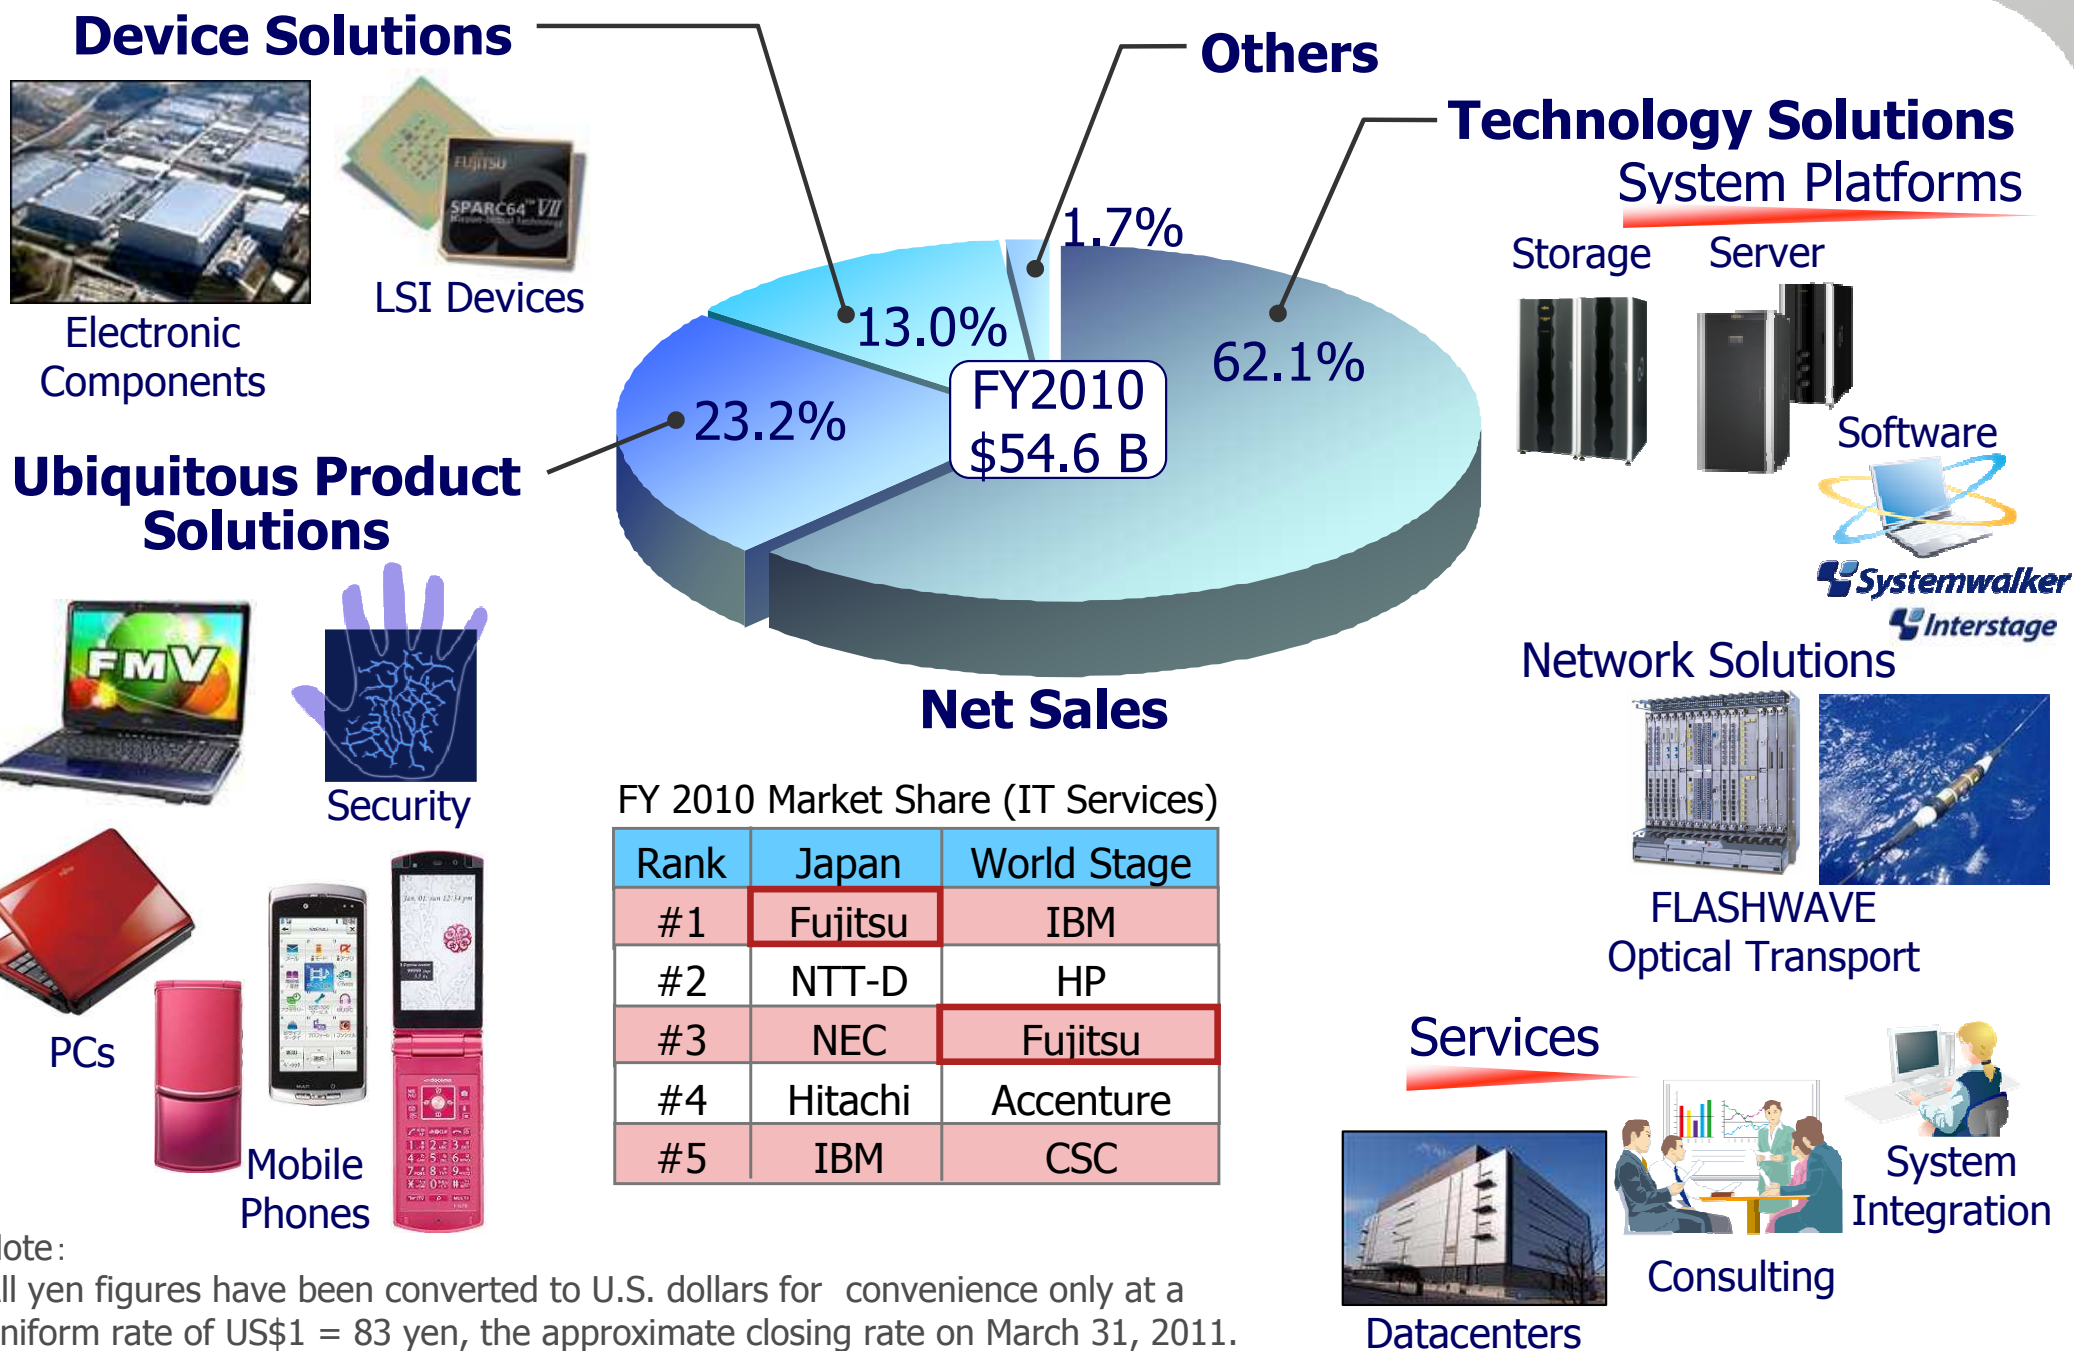 Device Solutions
Others
Technology Solutions
System Platforms
Storage
Server
Software
Systemwalker
Interstage
Network Solutions
FLASHWAVE
Optical Transport
Services
System
Integration
Consulting
Datacenters
FUJITSU
SPARC64™ VII
LSI Devices
Electronic
Components
1.7%
13.0%
62.1%
23.2%
FY2010
$54.6 B
Net Sales
Ubiquitous Product
Solutions
FMV
Security
PCs
Mobile
Phones
FY 2010 Market Share (IT Services)
Rank Japan World Stage
#1 Fujitsu IBM
#2 NTT-D HP
#3 NEC Fujitsu
#4 Hitachi Accenture
#5 IBM CSC
lote:
ll yen figures have been converted to U.S. dollars for convenience only at a
niform rate of US$1 = 83 yen, the approximate closing rate on March 31, 2011.